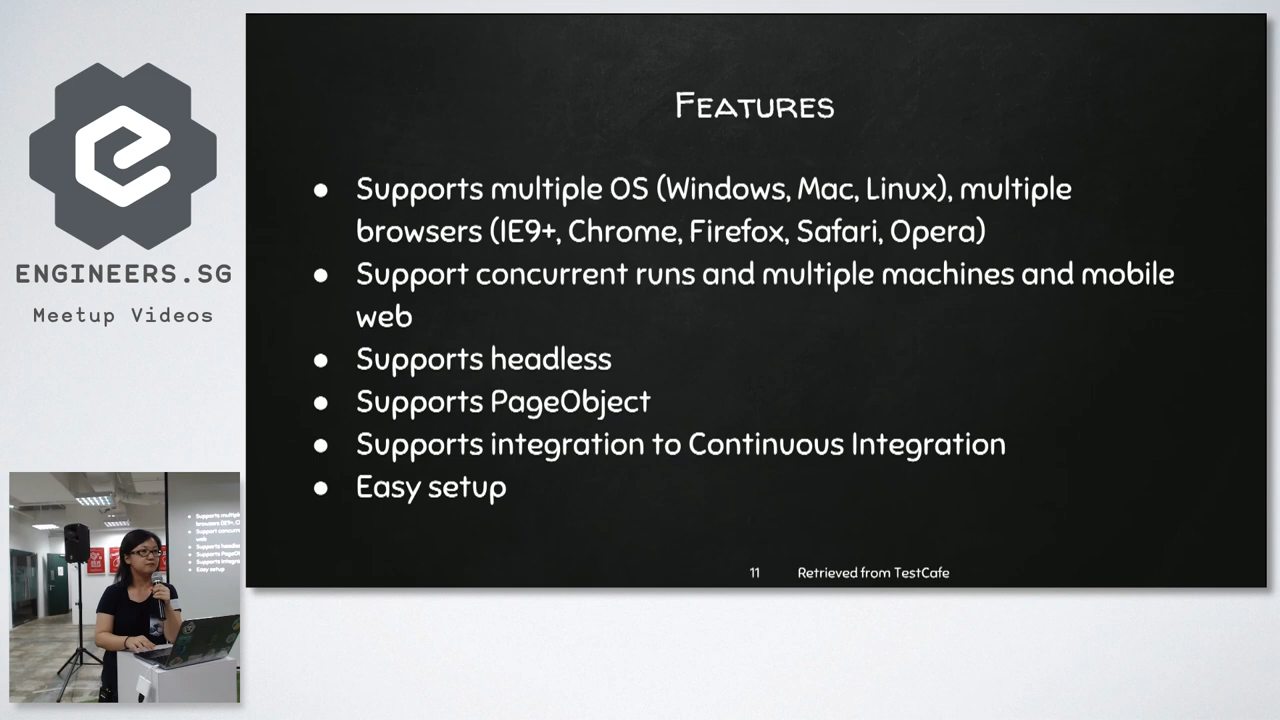 ENGINEERS.SG
Meetup Videos
FEATURES
● Supports multiple OS (Windows, Mac, Linux), multiple
browsers (IE9+, Chrome, Firefox, Safari, Opera)
● Support concurrent runs and multiple machines and mobile
web
● Supports headless
● Supports PageObject
● Supports integration to Continuous Integration
● Easy setup
11 Retrieved from TestCafe